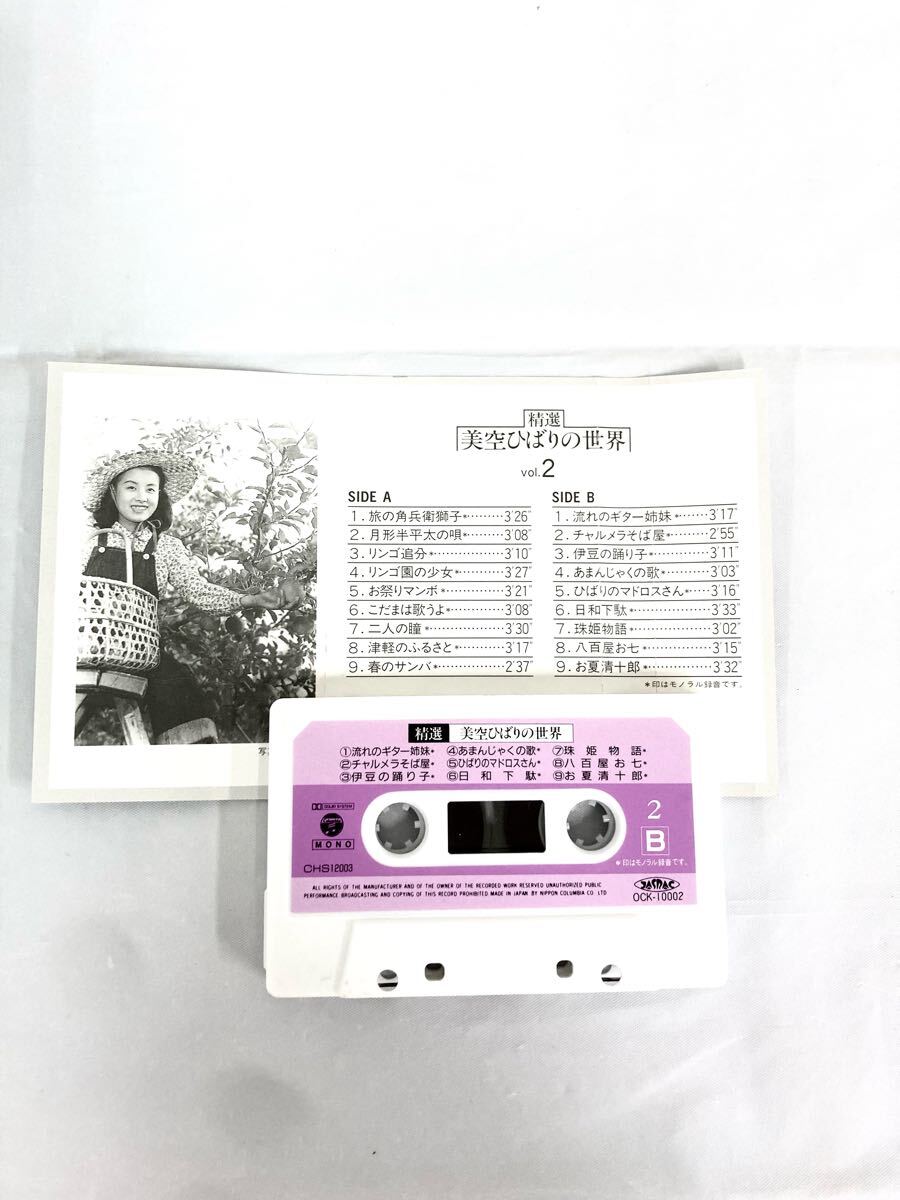 精選
美空ひばりの世界
vol.2
SIDE A
1. 旅の角兵衛獅子*………3'26"
2. 月形半平太の唄*………3'08"
3. リンゴ追分*……………3'10"
4. リンゴ園の少女*………3'27"
5. お祭りマンボ*…………3'21"
6. こだまは歌うよ*………3'08"
7. 二人の瞳*………………3'30"
8. 津軽のふるさと*………3'17"
9. 春のサンバ*……………2'37"
SIDE B
1. 流れのギター姉妹*……3'17"
2. チャルメラそば屋*……2'55"
3. 伊豆の踊り子*…………3'11"
4. あまんじゃくの歌*……3'03"
5. ひばりのマドロスさん*…3'16"
6. 日和下駄*………………3'33"
7. 珠姫物語*………………3'02"
8. 八百屋お七*……………3'15"
9. お夏清十郎*……………3'32"
*印はモノラル録音です。
写
精選 美空ひばりの世界
①流れのギター姉妹* ④あまんじゃくの歌* ⑦珠姫物語*
②チャルメラそば屋* ⑤ひばりのマドロスさん* ⑧八百屋お七*
③伊豆の踊り子* ⑥日和下駄* ⑨お夏清十郎*
DOLBY SYSTEM
MONO
CHS12003
2
B
*印はモノラル録音です。
ALL RIGHTS OF THE MANUFACTURER AND OF THE OWNER OF THE RECORDED WORK RESERVED UNAUTHORIZED PUBLIC
PERFORMANCE BROADCASTING AND COPYING OF THIS RECORD PROHIBITED MADE IN JAPAN BY NIPPON COLUMBIA CO LTD
JASRAC
OCK-10002